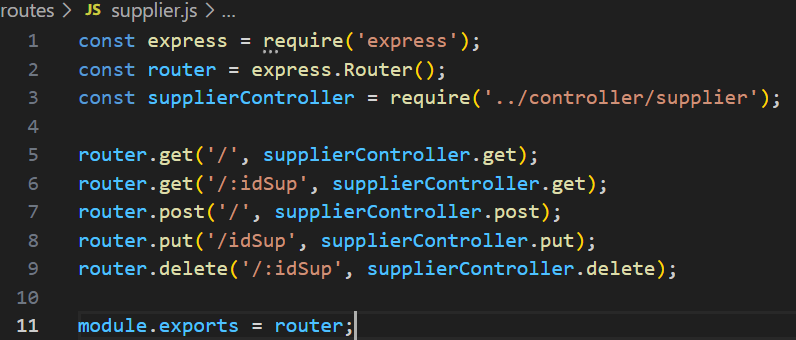 routes > JS supplier.js > ...
1 const express = require('express');
2 const router = express.Router();
3 const supplierController = require('../controller/supplier');
4
5 router.get('/', supplierController.get);
6 router.get('/:idSup', supplierController.get);
7 router.post('/', supplierController.post);
8 router.put('/idSup', supplierController.put);
9 router.delete('/:idSup', supplierController.delete);
10
11 module.exports = router;